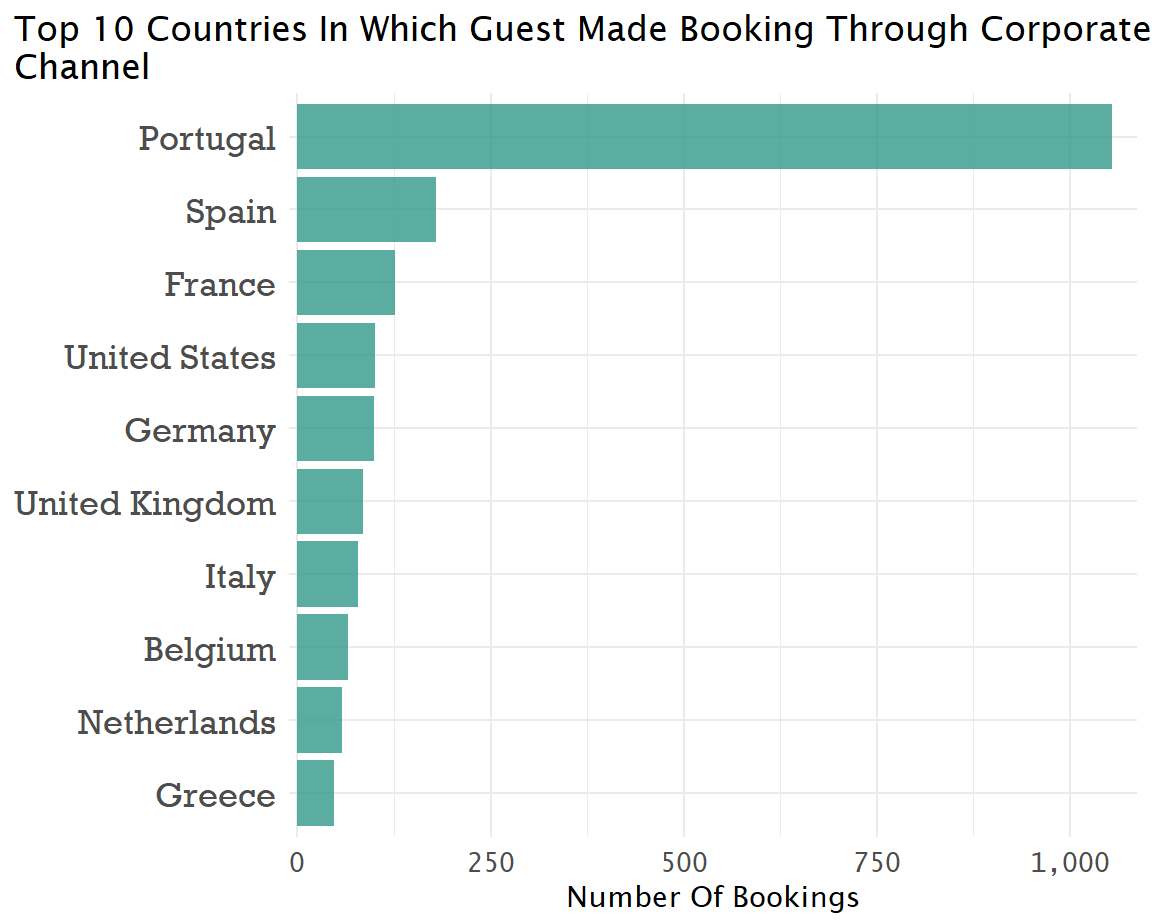 Top 10 Countries In Which Guest Made Booking Through Corporate
Channel
Portugal
Spain
France
United States
Germany
United Kingdom
Italy
Belgium
Netherlands
Greece
0 250 500 750 1,000
Number Of Bookings